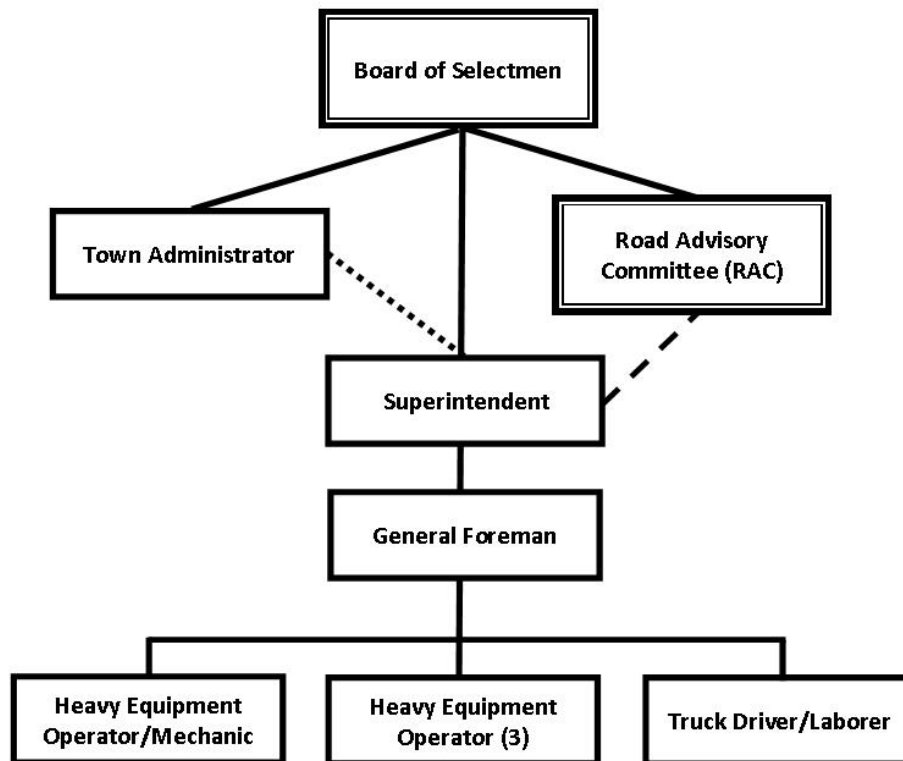 Board of Selectmen
Town Administrator
Road Advisory
Committee (RAC)
Superintendent
General Foreman
Heavy Equipment
Operator/Mechanic
Heavy Equipment
Operator (3)
Truck Driver/Laborer